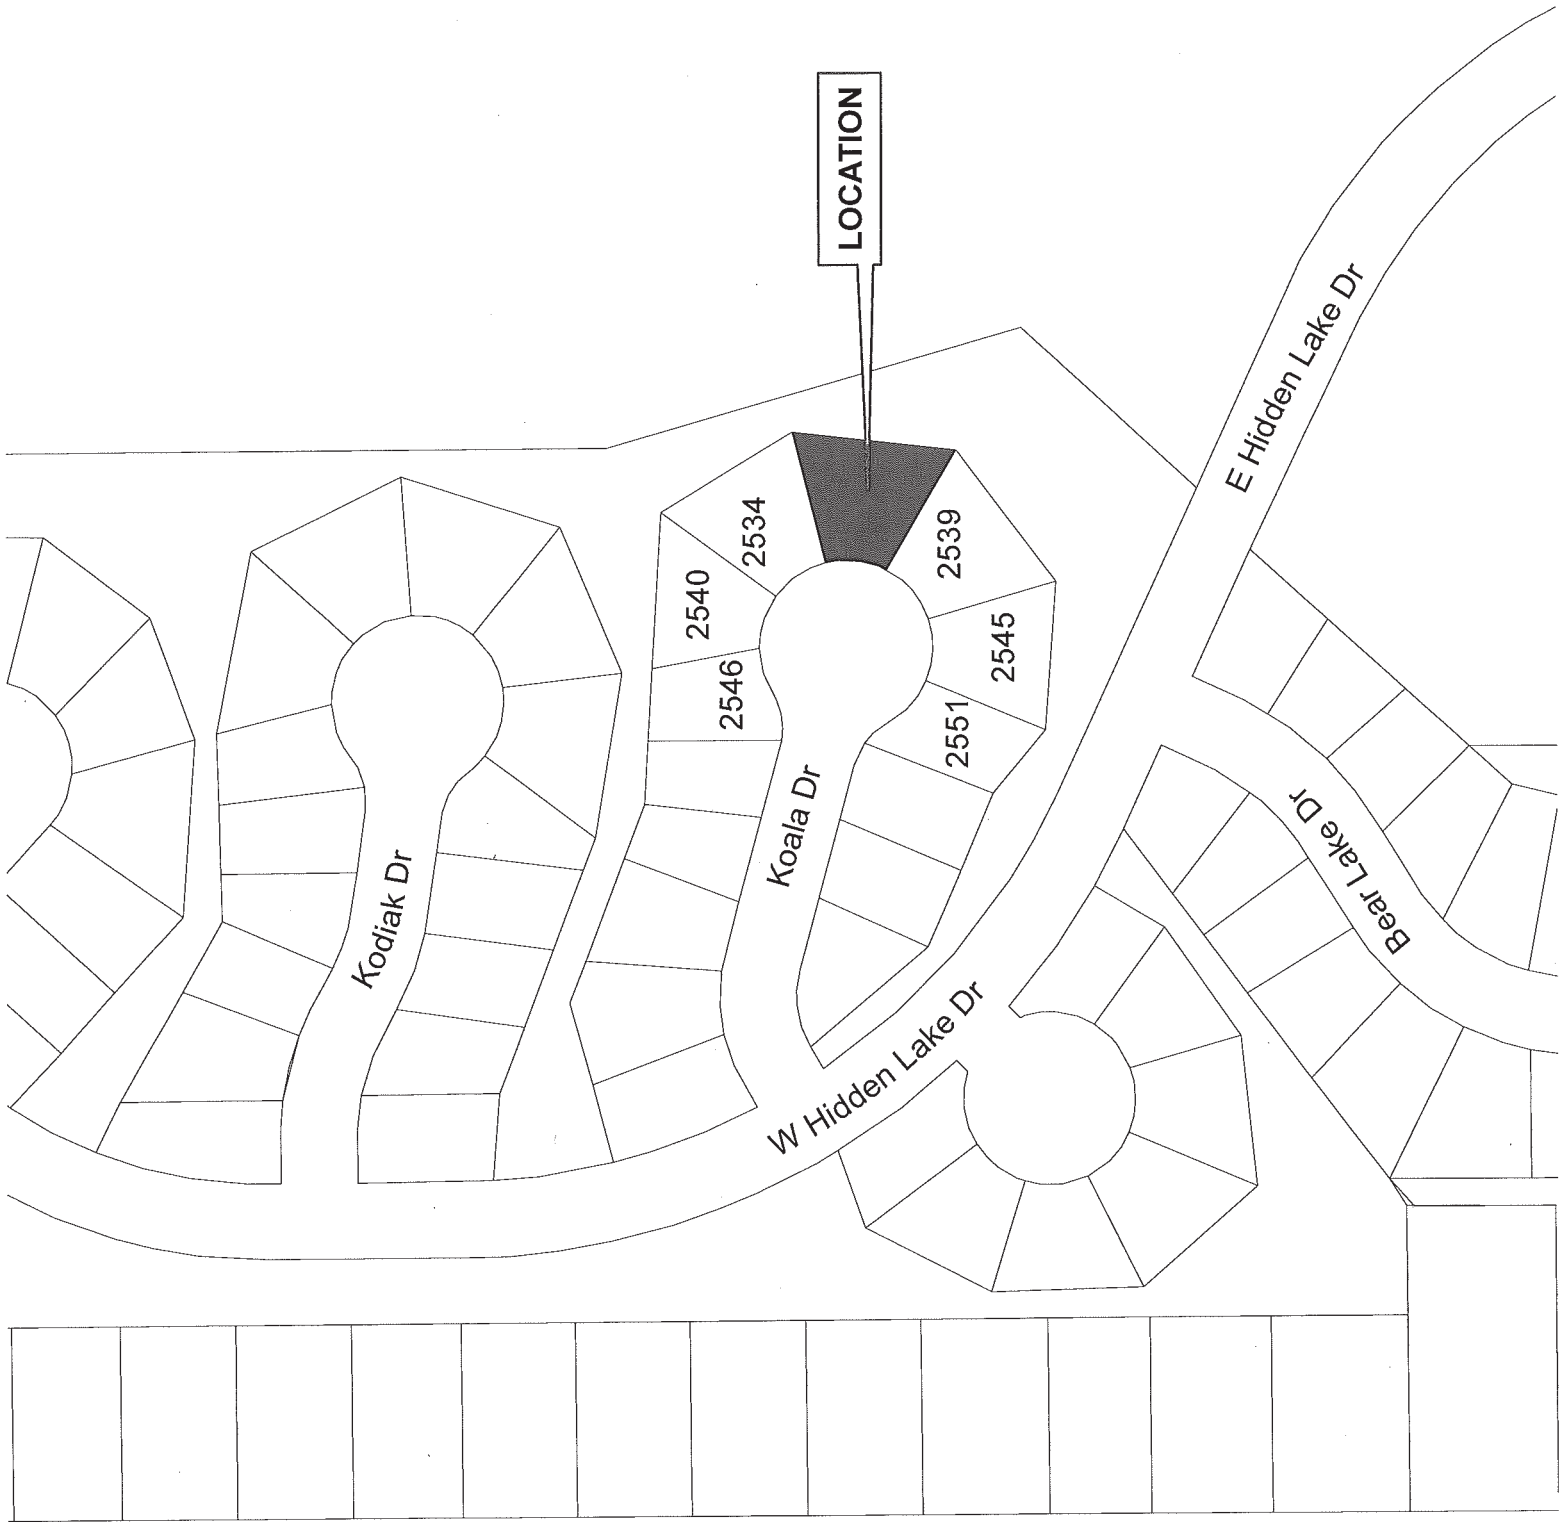 LOCATION
E Hidden Lake Dr
2534
2539
2540
2545
2546
2551
Koala Dr
Kodiak Dr
Bear Lake Dr
W Hidden Lake Dr